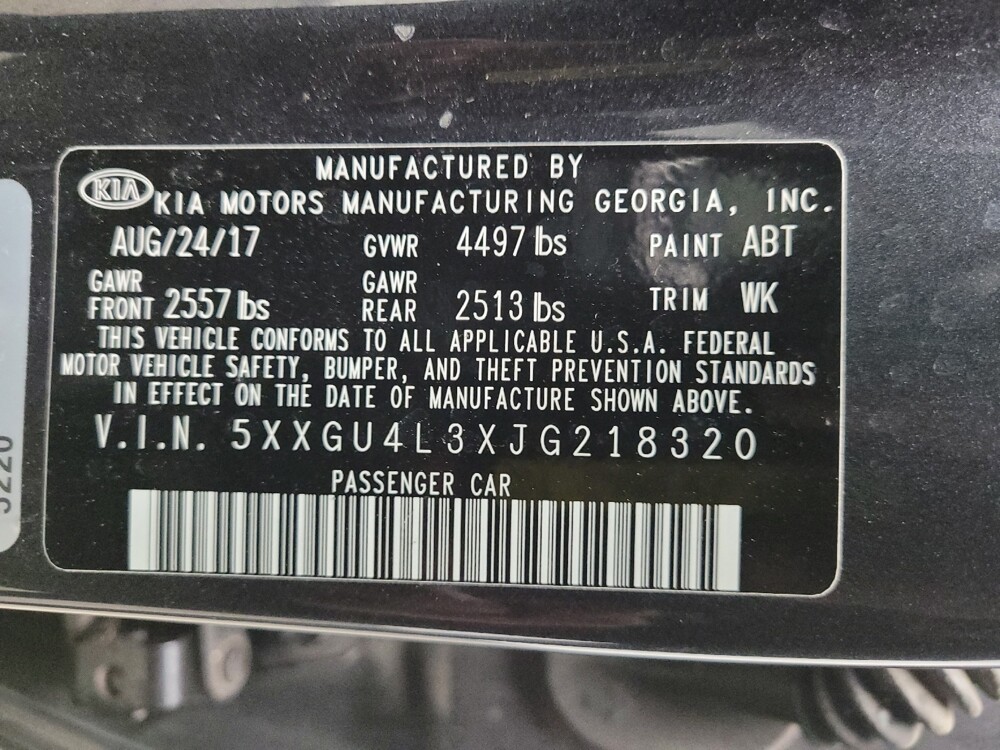 MANUFACTURED BY
KIA
KIA MOTORS MANUFACTURING GEORGIA, INC.
AUG/24/17 GVWR 4497 lbs PAINT ABT
GAWR FRONT 2557 lbs GAWR REAR 2513 lbs TRIM WK
THIS VEHICLE CONFORMS TO ALL APPLICABLE U.S.A. FEDERAL
MOTOR VEHICLE SAFETY, BUMPER, AND THEFT PREVENTION STANDARDS
IN EFFECT ON THE DATE OF MANUFACTURE SHOWN ABOVE.
V.I.N. 5XXGU4L3XJG218320
PASSENGER CAR